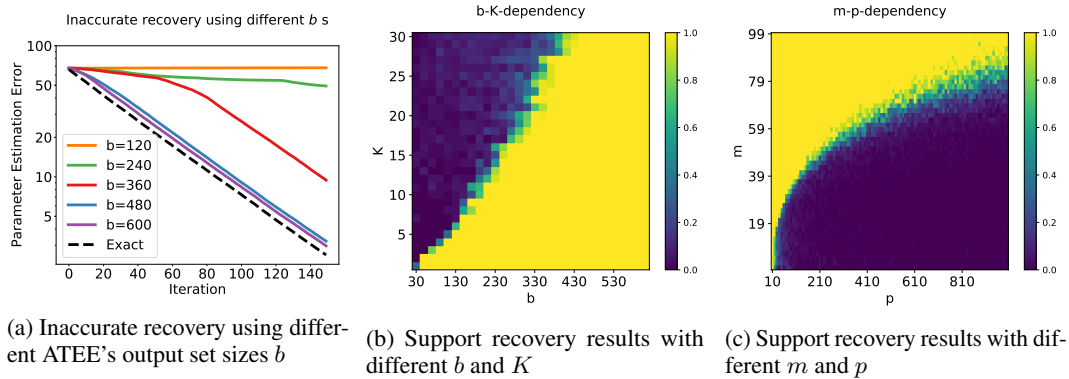 Inaccurate recovery using different b s
100
50
20
10
5
Parameter Estimation Error
b=120
b=240
b=360
b=480
b=600
Exact
0 20 40 60 80 100 120 140
Iteration
(a) Inaccurate recovery using differ-
ent ATEE's output set sizes b
b-K-dependency
30
25
20
15
10
5
K
30 130 230 330 430 530
b
1.0
0.8
0.6
0.4
0.2
0.0
(b) Support recovery results with
different b and K
m-p-dependency
99
79
59
39
19
m
10 210 410 610 810
p
1.0
0.8
0.6
0.4
0.2
0.0
(c) Support recovery results with dif-
ferent m and p